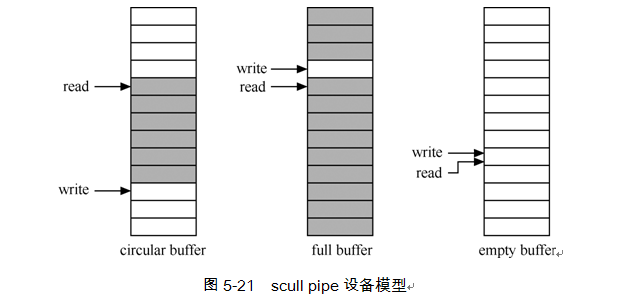 read
write
circular buffer
write
read
full buffer
write
read
empty buffer
图 5-21 scull pipe 设备模型